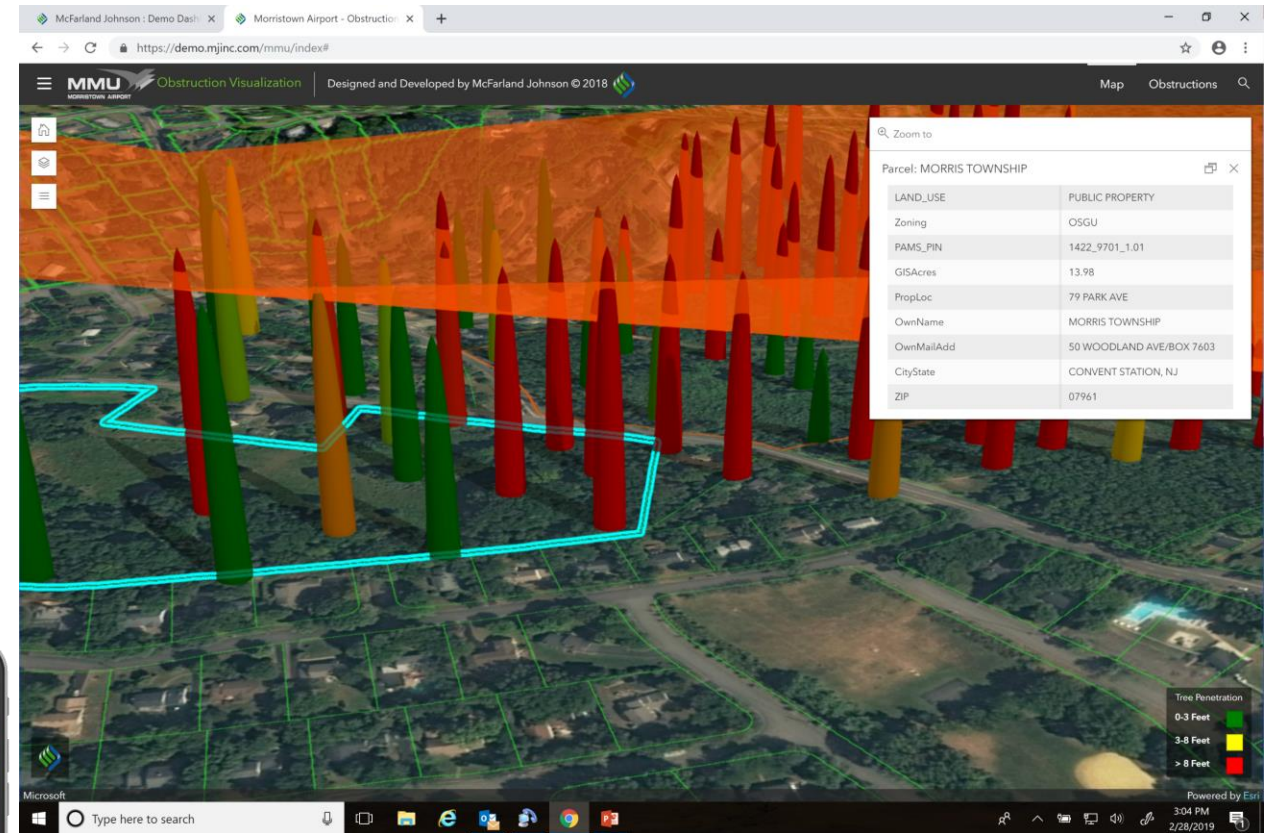 McFarland Johnson : Demo Dash
Morristown Airport - Obstruction
https://demo.mjinc.com/mmu/index#
MMU
MORRISTOWN AIRPORT
Obstruction Visualization
Designed and Developed by McFarland Johnson © 2018
Map
Obstructions
Zoom to
Parcel: MORRIS TOWNSHIP
LAND_USE PUBLIC PROPERTY
Zoning OSGU
PAMS_PIN 1422_9701_1.01
GISAcres 13.98
PropLoc 79 PARK AVE
OwnName MORRIS TOWNSHIP
OwnMailAdd 50 WOODLAND AVE/BOX 7603
CityState CONVENT STATION, NJ
ZIP 07961
Tree Penetration
0-3 Feet
3-8 Feet
> 8 Feet
Microsoft
Powered by Esri
Type here to search
3:04 PM
2/28/2019